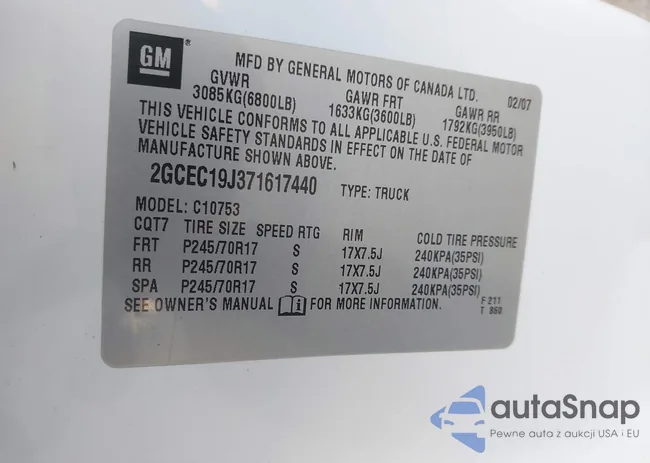 GM ®
MFD BY GENERAL MOTORS OF CANADA LTD. 02/07
GVWR GAWR FRT GAWR RR
3085KG(6800LB) 1633KG(3600LB) 1792KG(3950LB)
THIS VEHICLE CONFORMS TO ALL APPLICABLE U.S. FEDERAL MOTOR
VEHICLE SAFETY STANDARDS IN EFFECT ON THE DATE OF
MANUFACTURE SHOWN ABOVE.
2GCEC19J371617440 TYPE: TRUCK
MODEL: C10753
CQT7 TIRE SIZE SPEED RTG RIM COLD TIRE PRESSURE
FRT P245/70R17 S 17X7.5J 240KPA(35PSI)
RR P245/70R17 S 17X7.5J 240KPA(35PSI)
SPA P245/70R17 S 17X7.5J 240KPA(35PSI)
SEE OWNER'S MANUAL i FOR MORE INFORMATION.
F 211
T 860
autaSnap
Pewne auta z aukcji USA i EU